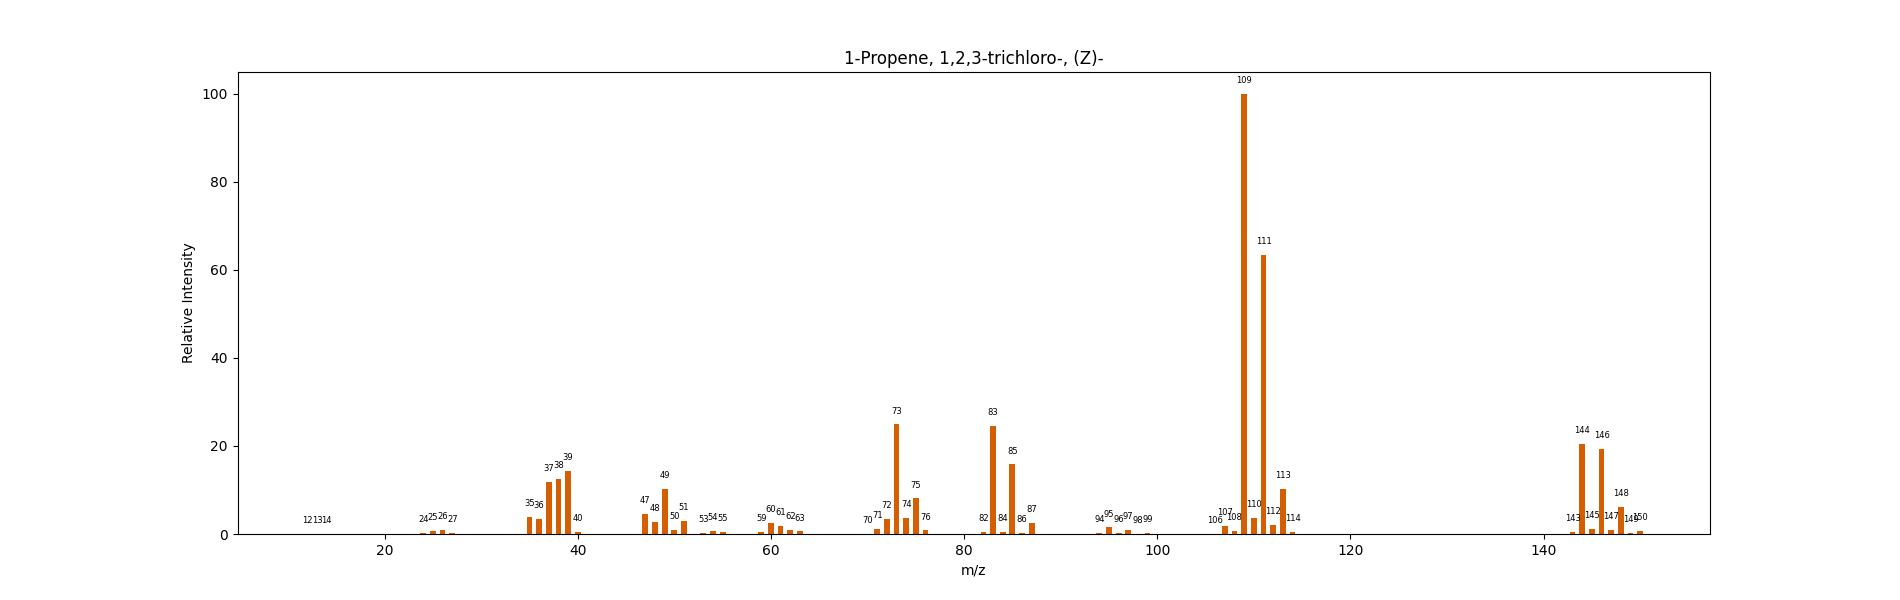 1-Propene, 1,2,3-trichloro-, (Z)-
Relative Intensity
100
80
60
40
20
0
12 13 14 24 25 26 27 35 36 37 38 39 40 47 48 49 50 51 53 54 55 59 60 61 62 63 70 71 72 73 74 75 76 82 83 84 85 86 87 94 95 96 97 98 99 106 107 108 109 110 111 112 113 114 143 144 145 146 147 148 149 150
20 40 60 80 100 120 140
m/z